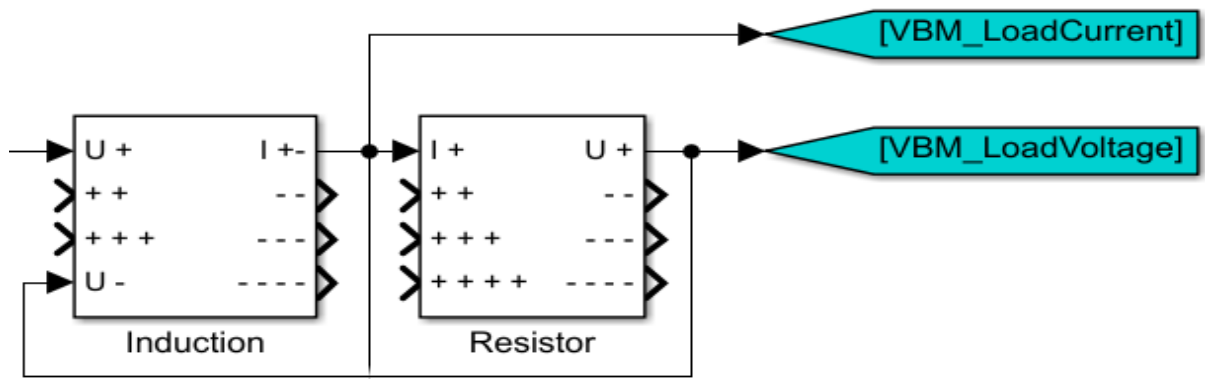 [VBM_LoadCurrent]
U + I +- I + U + [VBM_LoadVoltage]
+ + - - + + - -
+ + + - - - + + + - - -
U - - - - - + + + + - - - -
Induction Resistor